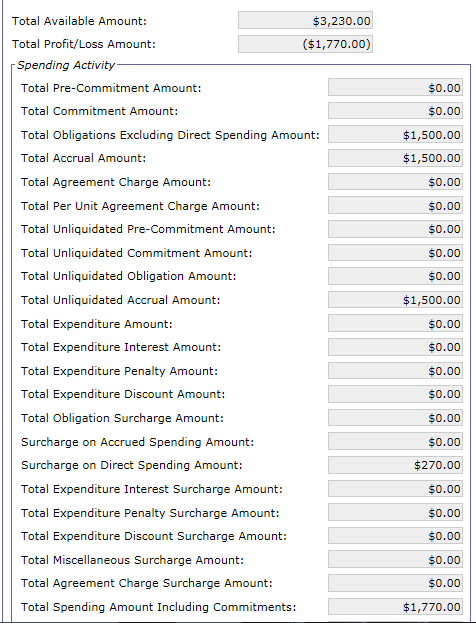 Total Available Amount: $3,230.00
Total Profit/Loss Amount: ($1,770.00)
Spending Activity
Total Pre-Commitment Amount: $0.00
Total Commitment Amount: $0.00
Total Obligations Excluding Direct Spending Amount: $1,500.00
Total Accrual Amount: $1,500.00
Total Agreement Charge Amount: $0.00
Total Per Unit Agreement Charge Amount: $0.00
Total Unliquidated Pre-Commitment Amount: $0.00
Total Unliquidated Commitment Amount: $0.00
Total Unliquidated Obligation Amount: $0.00
Total Unliquidated Accrual Amount: $1,500.00
Total Expenditure Amount: $0.00
Total Expenditure Interest Amount: $0.00
Total Expenditure Penalty Amount: $0.00
Total Expenditure Discount Amount: $0.00
Total Obligation Surcharge Amount: $0.00
Surcharge on Accrued Spending Amount: $0.00
Surcharge on Direct Spending Amount: $270.00
Total Expenditure Interest Surcharge Amount: $0.00
Total Expenditure Penalty Surcharge Amount: $0.00
Total Expenditure Discount Surcharge Amount: $0.00
Total Miscellaneous Surcharge Amount: $0.00
Total Agreement Charge Surcharge Amount: $0.00
Total Spending Amount Including Commitments: $1,770.00